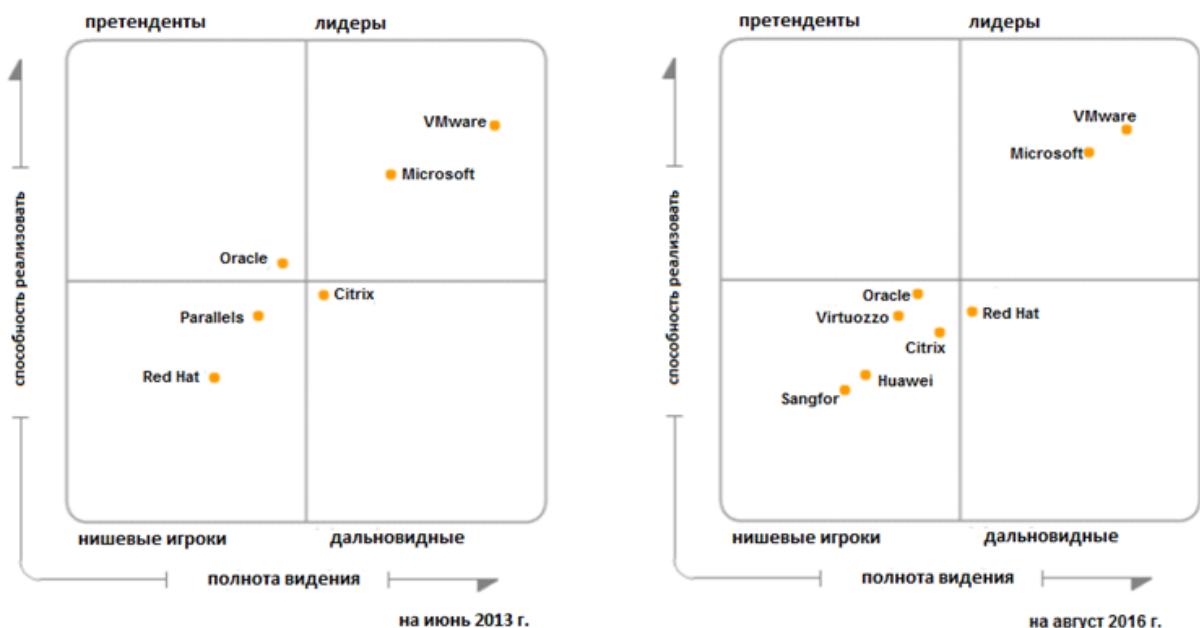 претенденты
лидеры
VMware
Microsoft
Oracle
Citrix
Parallels
Red Hat
способность реализовать
нишевые игроки
дальновидные
полнота видения
на июнь 2013 г.
претенденты
лидеры
VMware
Microsoft
Oracle
Virtuozzo
Red Hat
Citrix
Huawei
Sangfor
способность реализовать
нишевые игроки
дальновидные
полнота видения
на август 2016 г.